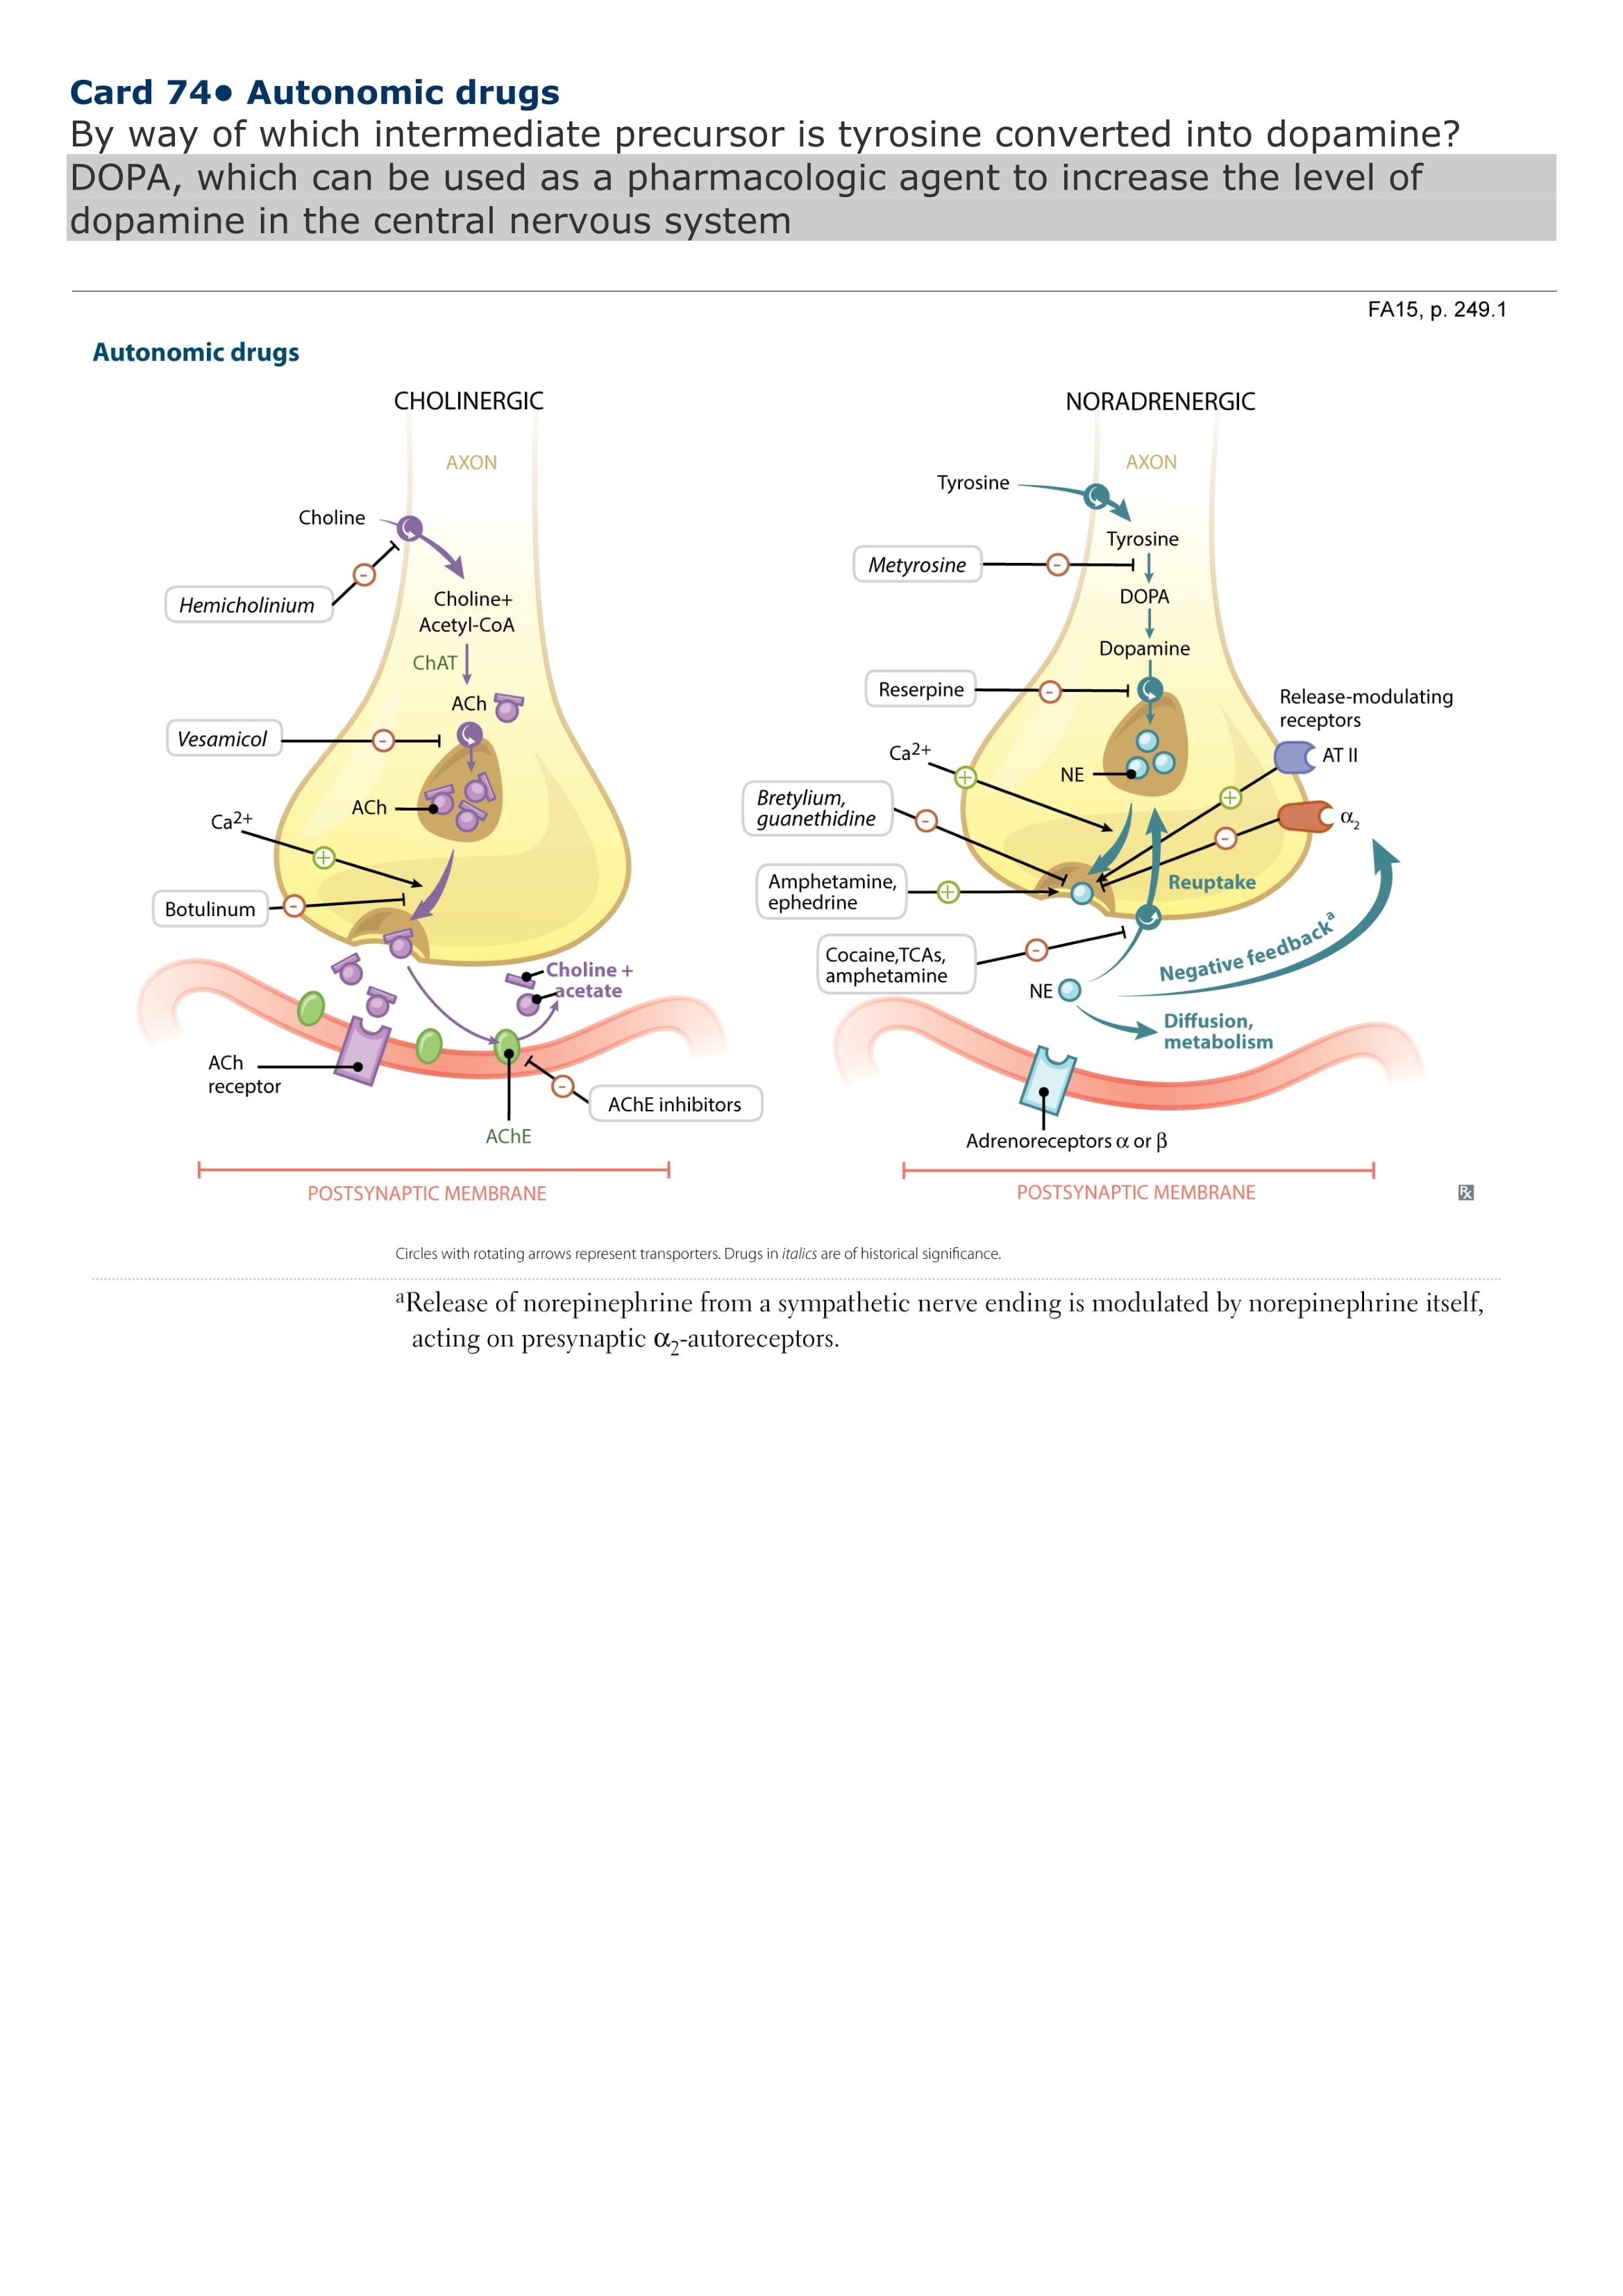 Card 74● Autonomic drugs
By way of which intermediate precursor is tyrosine converted into dopamine?
DOPA, which can be used as a pharmacologic agent to increase the level of
dopamine in the central nervous system
FA15, p. 249.1
Autonomic drugs
CHOLINERGIC
AXON
Choline
Hemicholinium
Choline+
Acetyl-CoA
ChAT
ACh
Vesamicol
ACh
Ca2+
Botulinum
Choline +
acetate
ACh
receptor
AChE inhibitors
AChE
POSTSYNAPTIC MEMBRANE
NORADRENERGIC
AXON
Tyrosine
Tyrosine
Metyrosine
DOPA
Dopamine
Reserpine
Release-modulating
receptors
AT II
Ca2+
NE
Bretylium,
guanethidine
α2
Amphetamine,
ephedrine
Reuptake
Cocaine,TCAs,
amphetamine
Negative feedbacka
NE
Diffusion,
metabolism
Adrenoreceptors α or β
POSTSYNAPTIC MEMBRANE
Rx
Circles with rotating arrows represent transporters. Drugs in italics are of historical significance.
aRelease of norepinephrine from a sympathetic nerve ending is modulated by norepinephrine itself,
acting on presynaptic α2-autoreceptors.